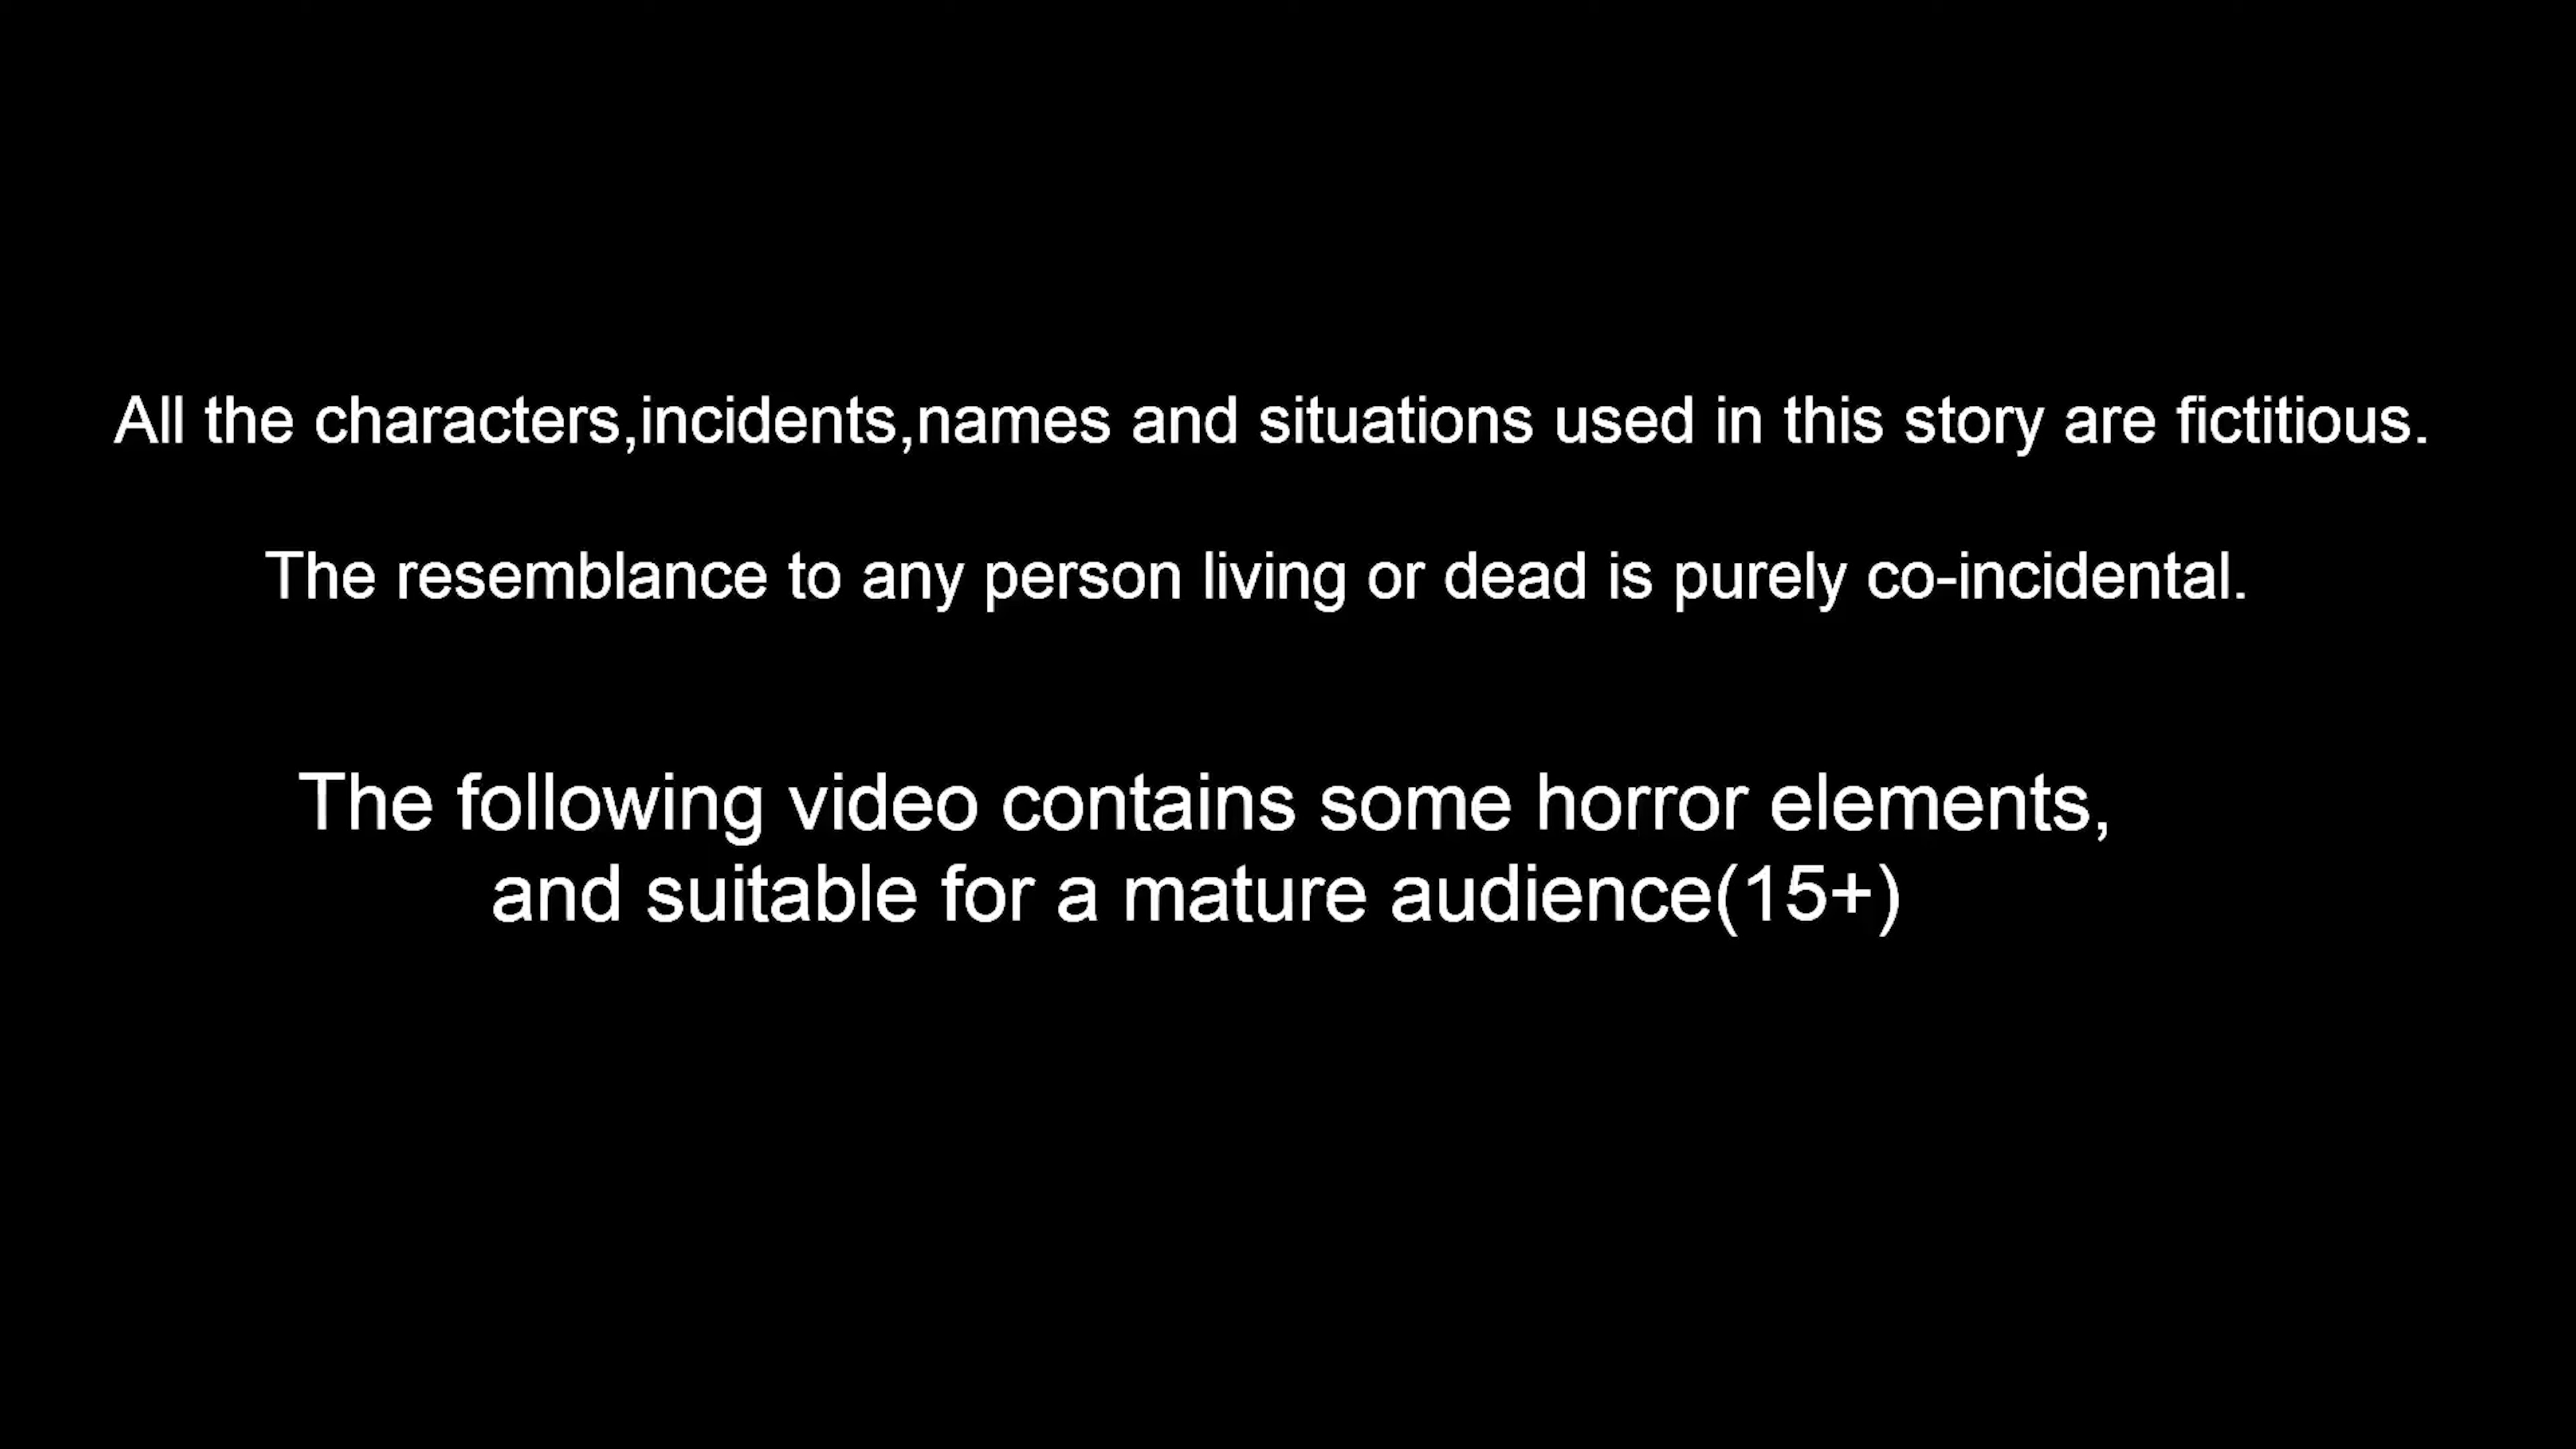 All the characters,incidents,names and situations used in this story are fictitious.
The resemblance to any person living or dead is purely co-incidental.
The following video contains some horror elements,
and suitable for a mature audience(15+)